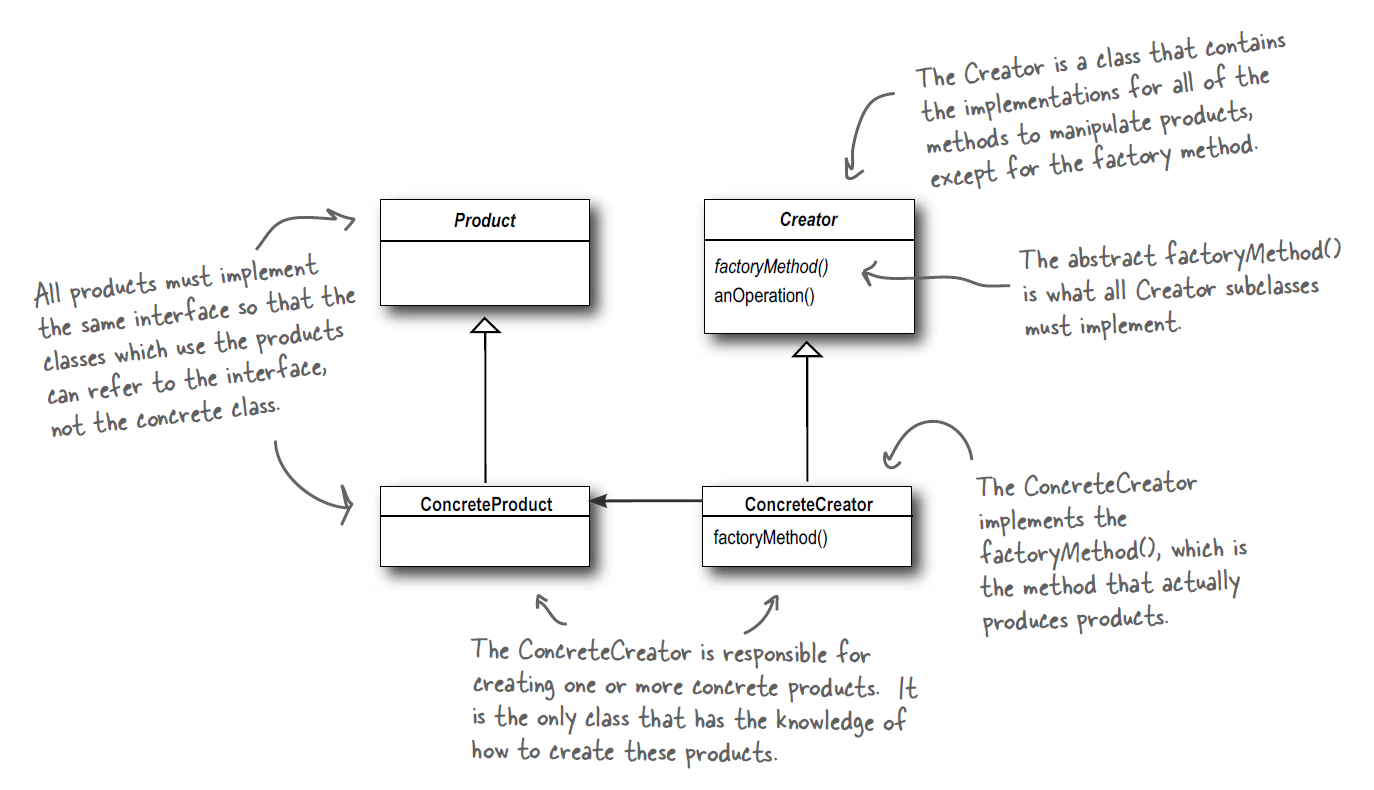 The Creator is a class that contains
the implementations for all of the
methods to manipulate products,
except for the factory method.
Product
Creator
factoryMethod()
anOperation()
The abstract factoryMethod()
is what all Creator subclasses
must implement.
All products must implement
the same interface so that the
classes which use the products
can refer to the interface,
not the concrete class.
ConcreteProduct
ConcreteCreator
factoryMethod()
The ConcreteCreator
implements the
factoryMethod(), which is
the method that actually
produces products.
The ConcreteCreator is responsible for
creating one or more concrete products. It
is the only class that has the knowledge of
how to create these products.